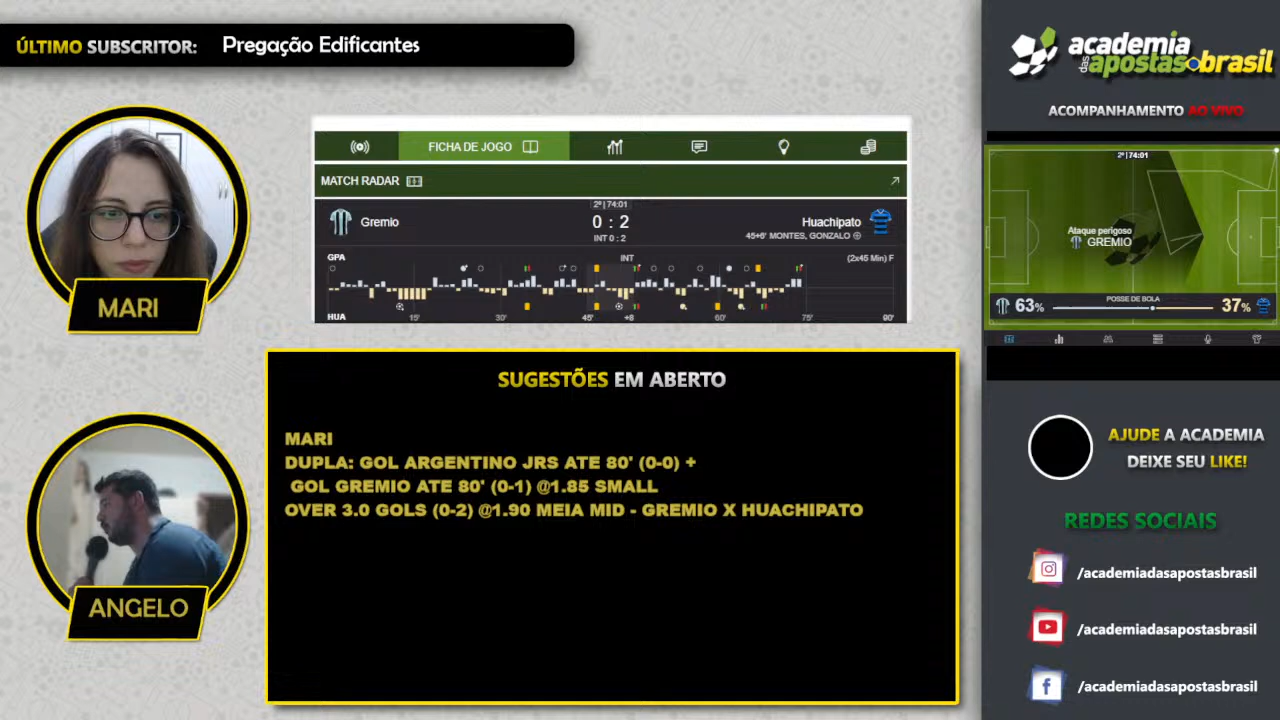 ÚLTIMO SUBSCRITOR: Pregação Edificantes
academia
das apostas brasil
ACOMPANHAMENTO AO VIVO
FICHA DE JOGO
MATCH RADAR
2º | 74:01
Gremio
0 : 2
Huachipato
INT 0 : 2
45+6' MONTES, GONZALO
GPA
INT
(2x45 Min) F
HUA
15'
30'
45'
+8
60'
75'
90'
2º | 74:01
Ataque perigoso
GREMIO
63%
POSSE DE BOLA
37%
MARI
SUGESTÕES EM ABERTO
MARI
DUPLA: GOL ARGENTINO JRS ATE 80' (0-0) +
GOL GREMIO ATE 80' (0-1) @1.85 SMALL
OVER 3.0 GOLS (0-2) @1.90 MEIA MID - GREMIO X HUACHIPATO
ANGELO
AJUDE A ACADEMIA
DEIXE SEU LIKE!
REDES SOCIAIS
/academiadasapostasbrasil
/academiadasapostasbrasil
/academiadasapostasbrasil